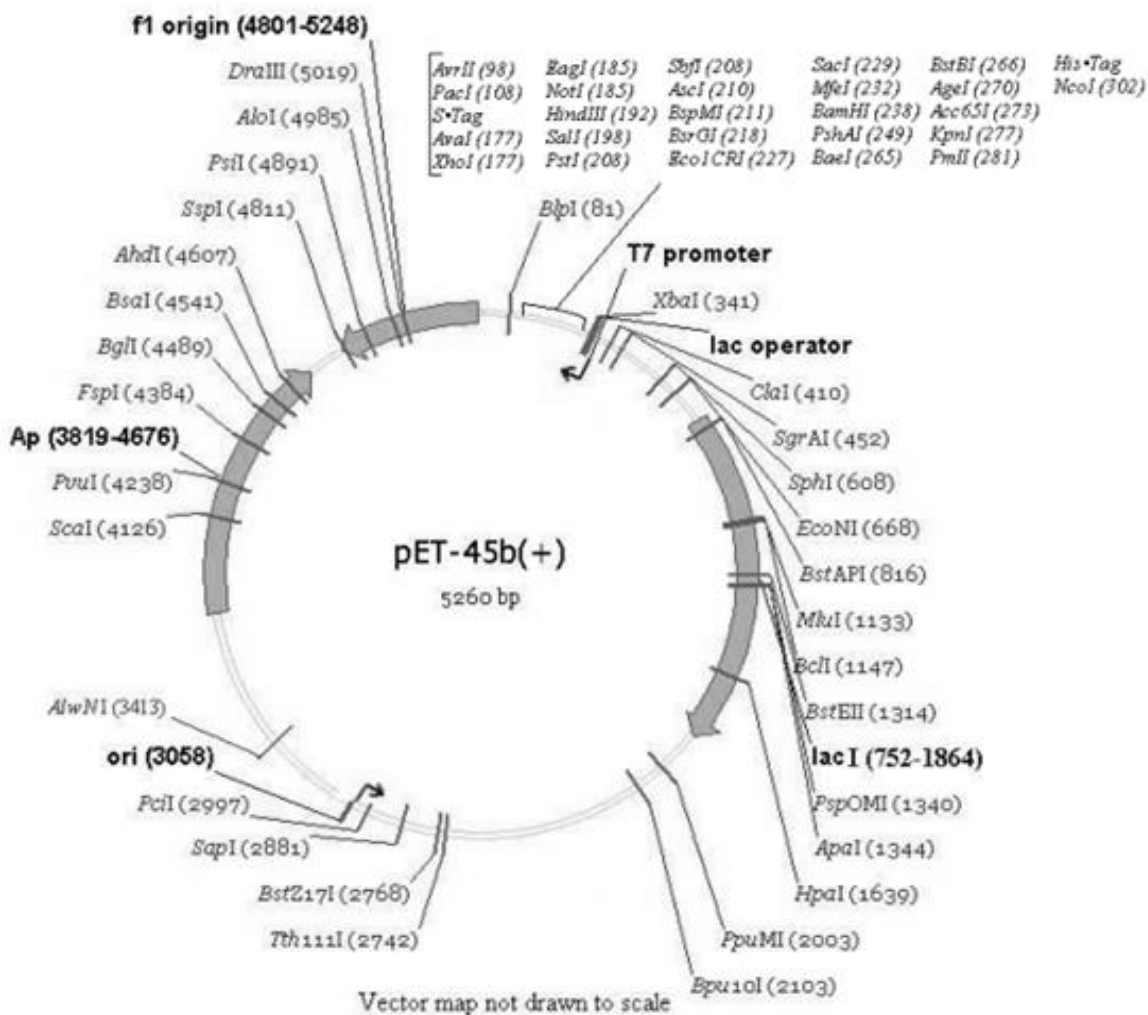 f1 origin (4801-5248)
DraIII (5019)
AloI (4985)
PsiI (4891)
SspI (4811)
AhdI (4607)
BsaI (4541)
BglI (4489)
FspI (4384)
Ap (3819-4676)
PvuI (4238)
ScaI (4126)
AlwNI (3413)
ori (3058)
PciI (2997)
SapI (2881)
BstZ17I (2768)
Tth111I (2742)
AvrII (98) EagI (185) SbfI (208) SacI (229) BstBI (266) His•Tag
PacI (108) NotI (185) AscI (210) MfeI (232) AgeI (270) NcoI (302)
S•Tag HindIII (192) BspMI (211) BamHI (238) Acc65I (273)
AvaI (177) SalI (198) BsrGI (218) PshAI (249) KpnI (277)
XhoI (177) PstI (208) Eco1CRI (227) BaeI (265) PmlI (281)
BlpI (81)
T7 promoter
XbaI (341)
lac operator
ClaI (410)
SgrAI (452)
SphI (608)
EcoNI (668)
BstAPI (816)
MluI (1133)
BclI (1147)
BstEII (1314)
lacI (752-1864)
PspOMI (1340)
ApaI (1344)
HpaI (1639)
PpuMI (2003)
Bpu10I (2103)
pET-45b(+)
5260 bp
Vector map not drawn to scale